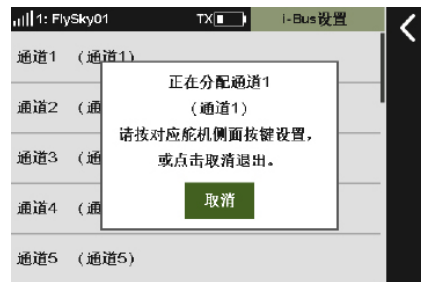 1: FlySky01 TX i-Bus设置
通道1 (通道1)
正在分配通道1
(通道1)
通道2 (通
请按对应舵机侧面按键设置，
通道3 (通
或点击取消退出。
通道4 (通
取消
通道5 (通道5)